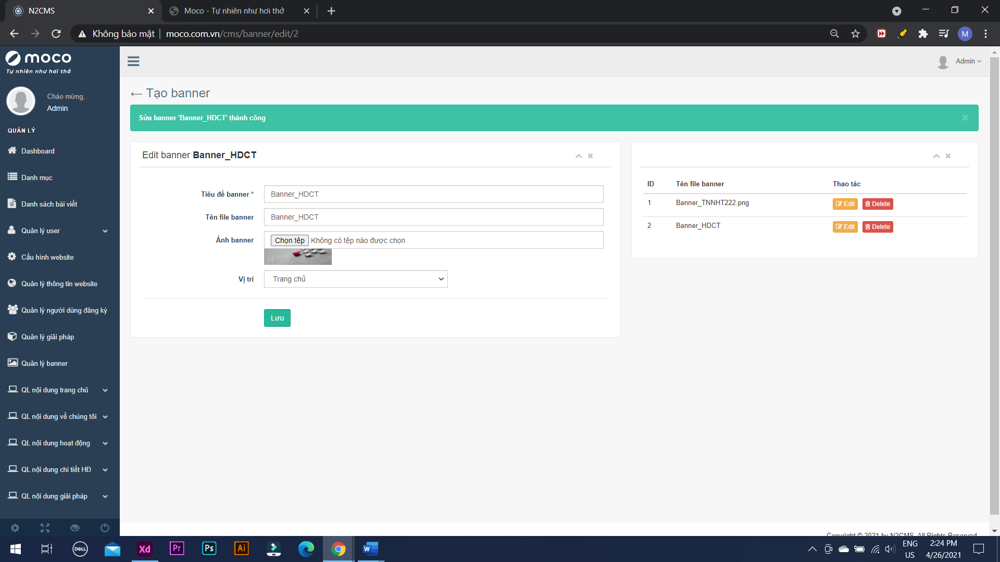 N2CMS
Moco - Tự nhiên như hơi thở
Không bảo mật
moco.com.vn/cms/banner/edit/2
M
moco
Tự nhiên như hơi thở
Admin
Chào mừng,
Admin
QUẢN LÝ
Dashboard
Danh mục
Danh sách bài viết
Quản lý user
Cấu hình website
Quản lý thông tin website
Quản lý người dùng đăng ký
Quản lý giải pháp
Quản lý banner
QL nội dung trang chủ
QL nội dung về chúng tôi
QL nội dung hoạt động
QL nội dung chi tiết HĐ
QL nội dung giải pháp
← Tạo banner
Sửa banner 'Banner_HDCT' thành công
Edit banner Banner_HDCT
Tiêu đề banner * Banner_HDCT
Tên file banner Banner_HDCT
Ảnh banner Chọn tệp Không có tệp nào được chọn
Vị trí Trang chủ
Lưu
ID Tên file banner Thao tác
1 Banner_TNNHT222.png Edit Delete
2 Banner_HDCT Edit Delete
Copyright © 2021 by N2CMS. All Rights Reserved
DELL
Xd
Pr
Ps
Ai
W
ENG
US
2:24 PM
4/26/2021